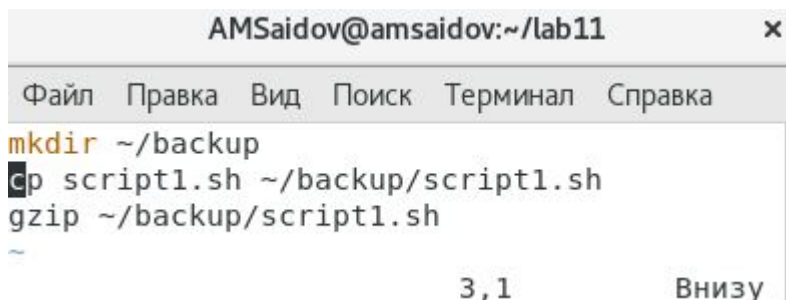 AMSaidov@amsaidov:~/lab11 ×
Файл Правка Вид Поиск Терминал Справка
mkdir ~/backup
cp script1.sh ~/backup/script1.sh
gzip ~/backup/script1.sh
~
3,1 Внизу